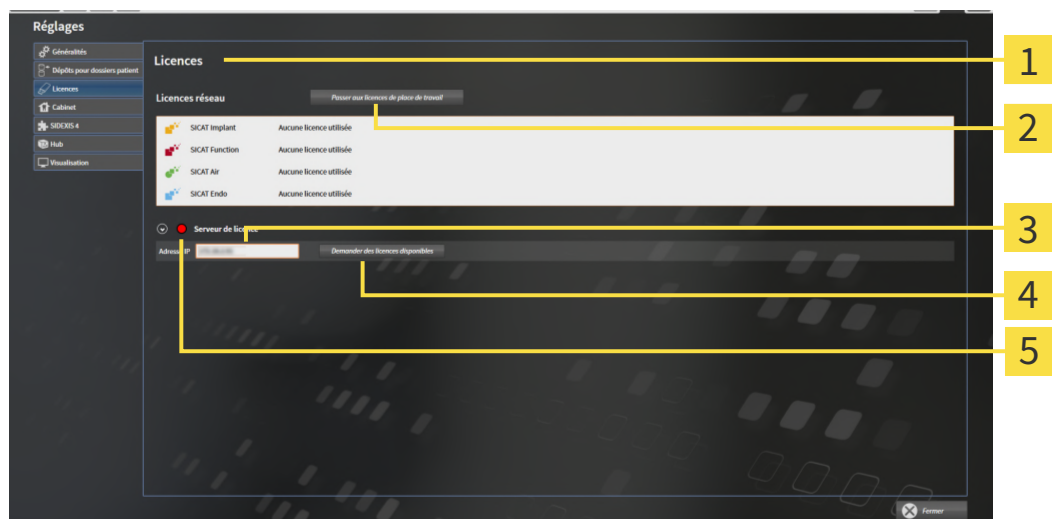 Réglages
Généralités
Dépôts pour dossiers patient
Licences
Cabinet
SIDEXIS 4
Hub
Visualisation
Licences
Licences réseau
Passer aux licences de place de travail
SICAT Implant Aucune licence utilisée
SICAT Function Aucune licence utilisée
SICAT Air Aucune licence utilisée
SICAT Endo Aucune licence utilisée
Serveur de licence
Adresse IP
Demander des licences disponibles
Fermer
1
2
3
4
5